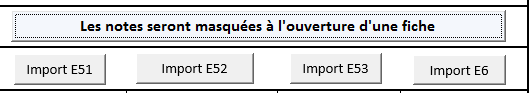 Les notes seront masquées à l'ouverture d'une fiche
Import E51 Import E52 Import E53 Import E6